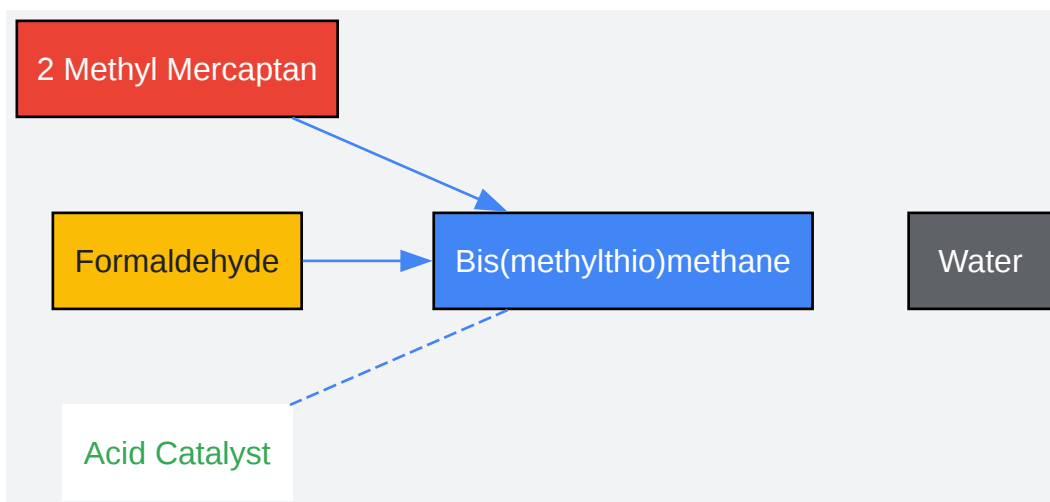 2 Methyl Mercaptan
Formaldehyde
Bis(methylthio)methane
Water
Acid Catalyst